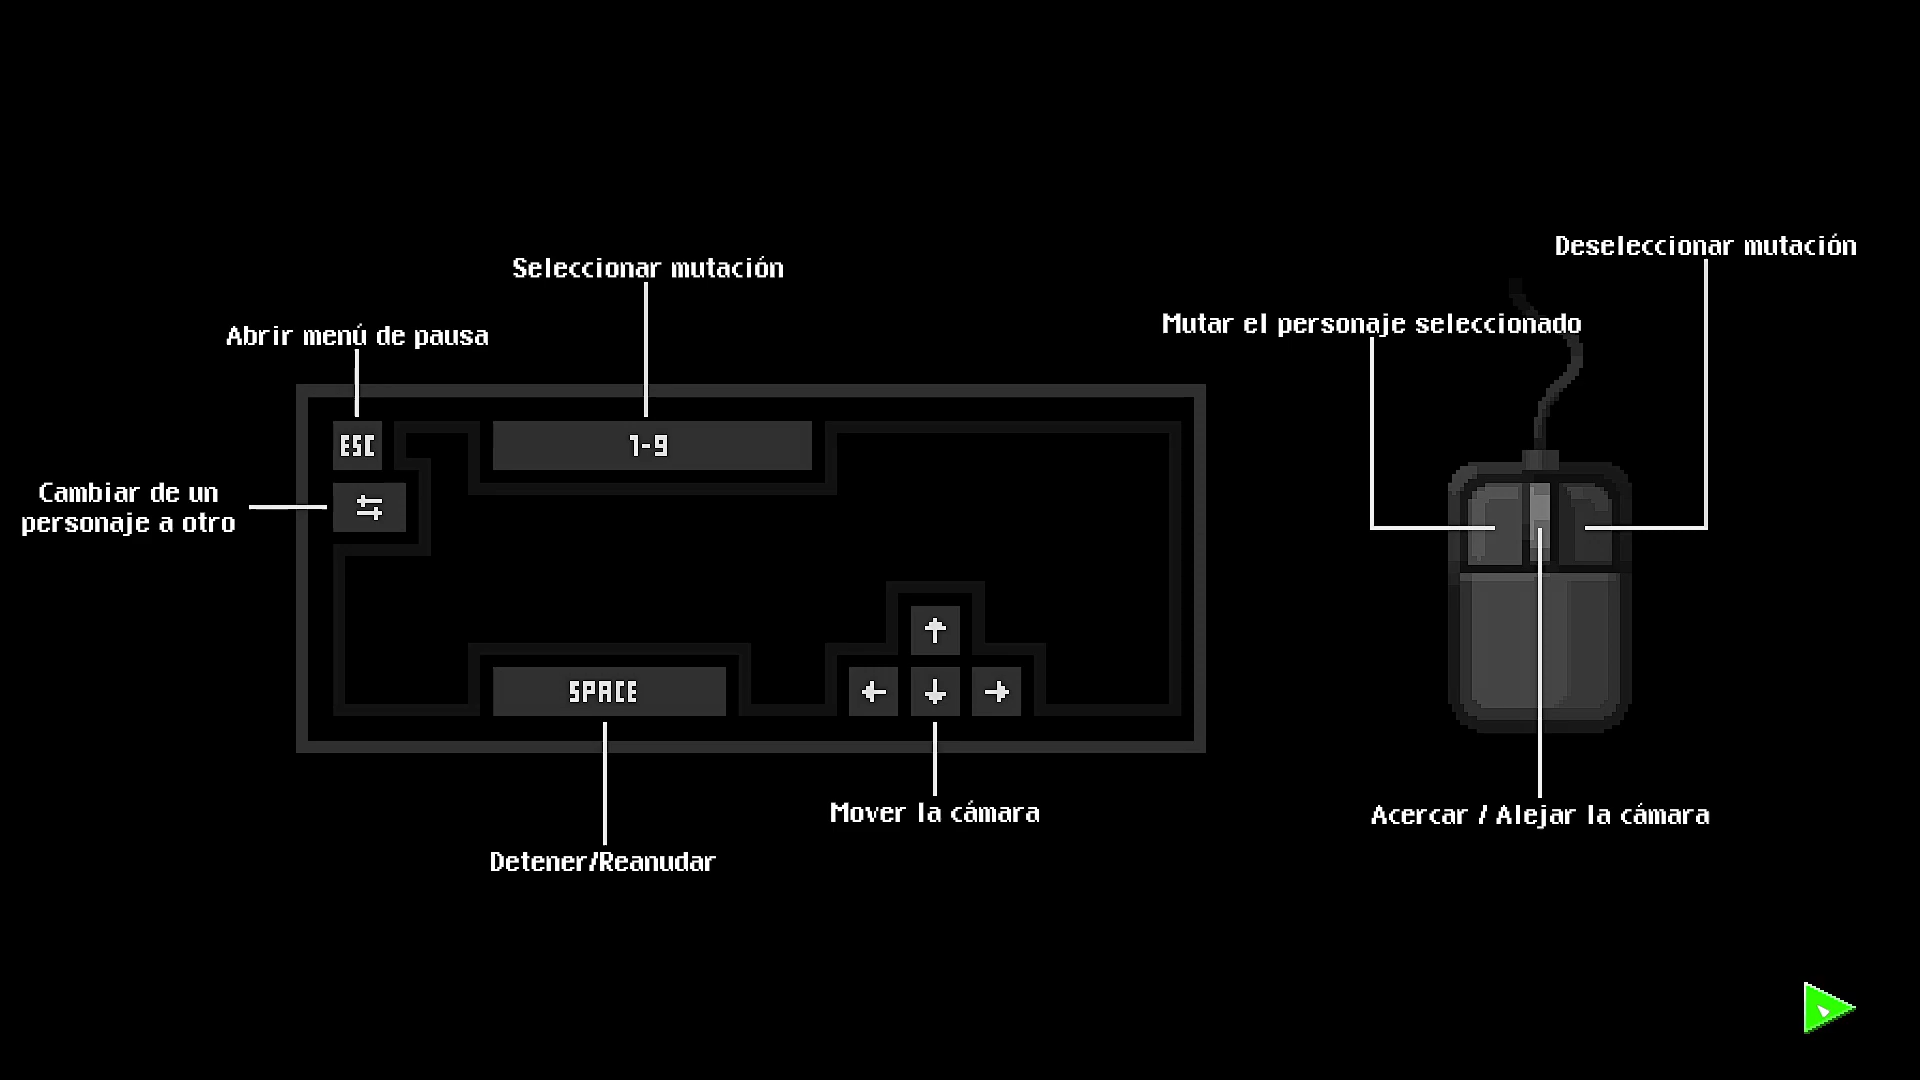 Deseleccionar mutación
Seleccionar mutación
Mutar el personaje seleccionado
Abrir menú de pausa
ESC
1-9
Cambiar de un
personaje a otro
⇆
↑
SPACE
← ↓ →
Mover la cámara
Acercar / Alejar la cámara
Detener/Reanudar